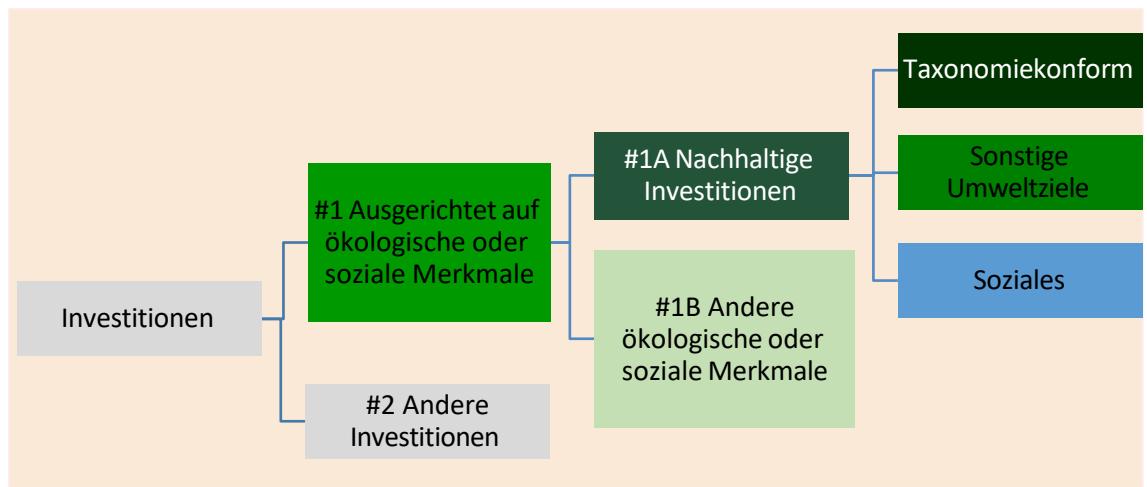 Investitionen
#1 Ausgerichtet auf
ökologische oder
soziale Merkmale
#2 Andere
Investitionen
#1A Nachhaltige
Investitionen
#1B Andere
ökologische oder
soziale Merkmale
Taxonomiekonform
Sonstige
Umweltziele
Soziales